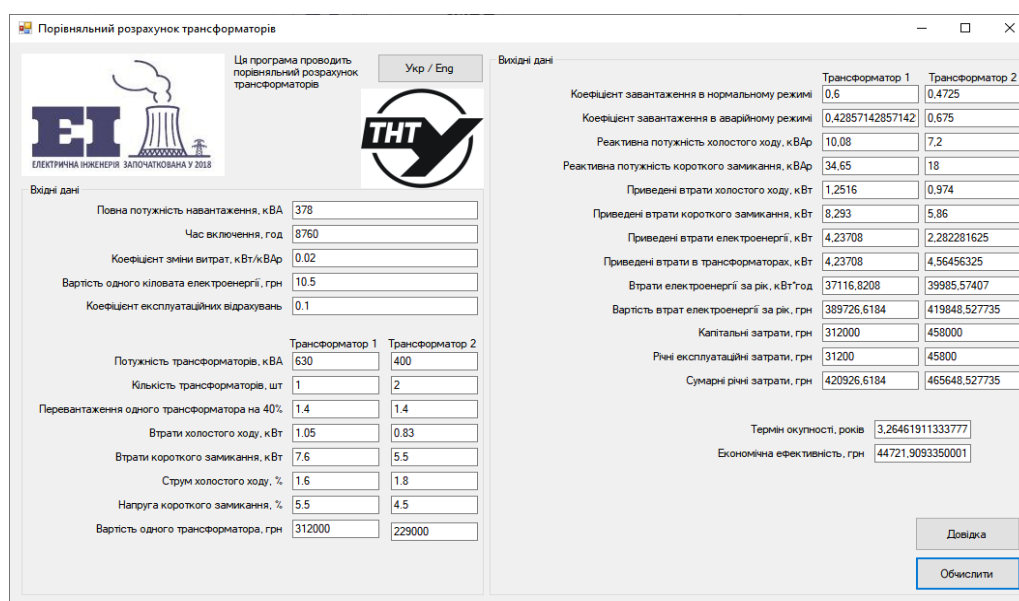 Порівняльний розрахунок трансформаторів
Ця програма проводить
порівняльний розрахунок
трансформаторів
Укр / Eng
EI
ЕЛЕКТРИЧНА ІНЖЕНЕРІЯ ЗАПОЧАТКОВАНА У 2018
ТНТУ
Вхідні дані
Повна потужність навантаження, кВА 378
Час включення, год 8760
Коефіцієнт зміни витрат, кВт/кВАр 0.02
Вартість одного кіловата електроенергії, грн 10.5
Коефіцієнт експлуатаційних відрахувань 0.1
Трансформатор 1 Трансформатор 2
Потужність трансформаторів, кВА 630 400
Кількість трансформаторів, шт 1 2
Перевантаження одного трансформатора на 40% 1.4 1.4
Втрати холостого ходу, кВт 1.05 0.83
Втрати короткого замикання, кВт 7.6 5.5
Струм холостого ходу, % 1.6 1.8
Напруга короткого замикання, % 5.5 4.5
Вартість одного трансформатора, грн 312000 229000
Вихідні дані
Трансформатор 1 Трансформатор 2
Коефіцієнт завантаження в нормальному режимі 0,6 0,4725
Коефіцієнт завантаження в аварійному режимі 0,42857142857142 0,675
Реактивна потужність холостого ходу, кВАр 10,08 7,2
Реактивна потужність короткого замикання, кВАр 34,65 18
Приведені втрати холостого ходу, кВт 1,2516 0,974
Приведені втрати короткого замикання, кВт 8,293 5,86
Приведені втрати електроенергії, кВт 4,23708 2,282281625
Приведені втрати в трансформаторах, кВт 4,23708 4,56456325
Втрати електроенергії за рік, кВт*год 37116,8208 39985,57407
Вартість втрат електроенергії за рік, грн 389726,6184 419848,527735
Капітальні затрати, грн 312000 458000
Річні експлуатаційні затрати, грн 31200 45800
Сумарні річні затрати, грн 420926,6184 465648,527735
Термін окупності, років 3,26461911333777
Економічна ефективність, грн 44721,9093350001
Довідка
Обчислити